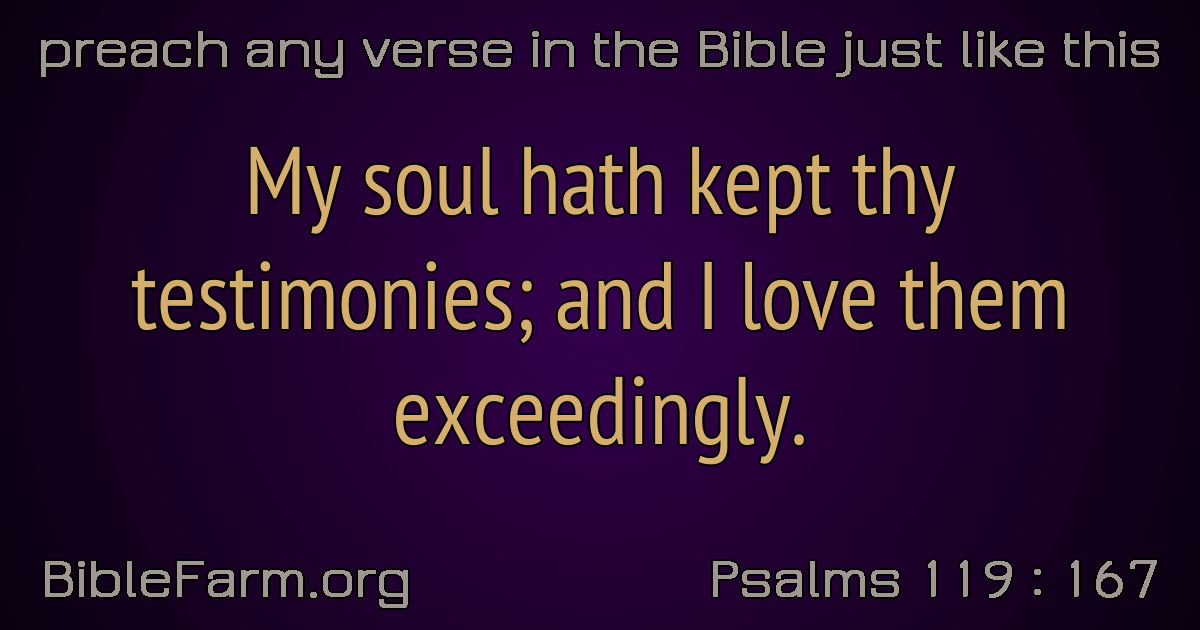 preach any verse in the Bible just like this
My soul hath kept thy
testimonies; and I love them
exceedingly.
BibleFarm.org
Psalms 119 : 167